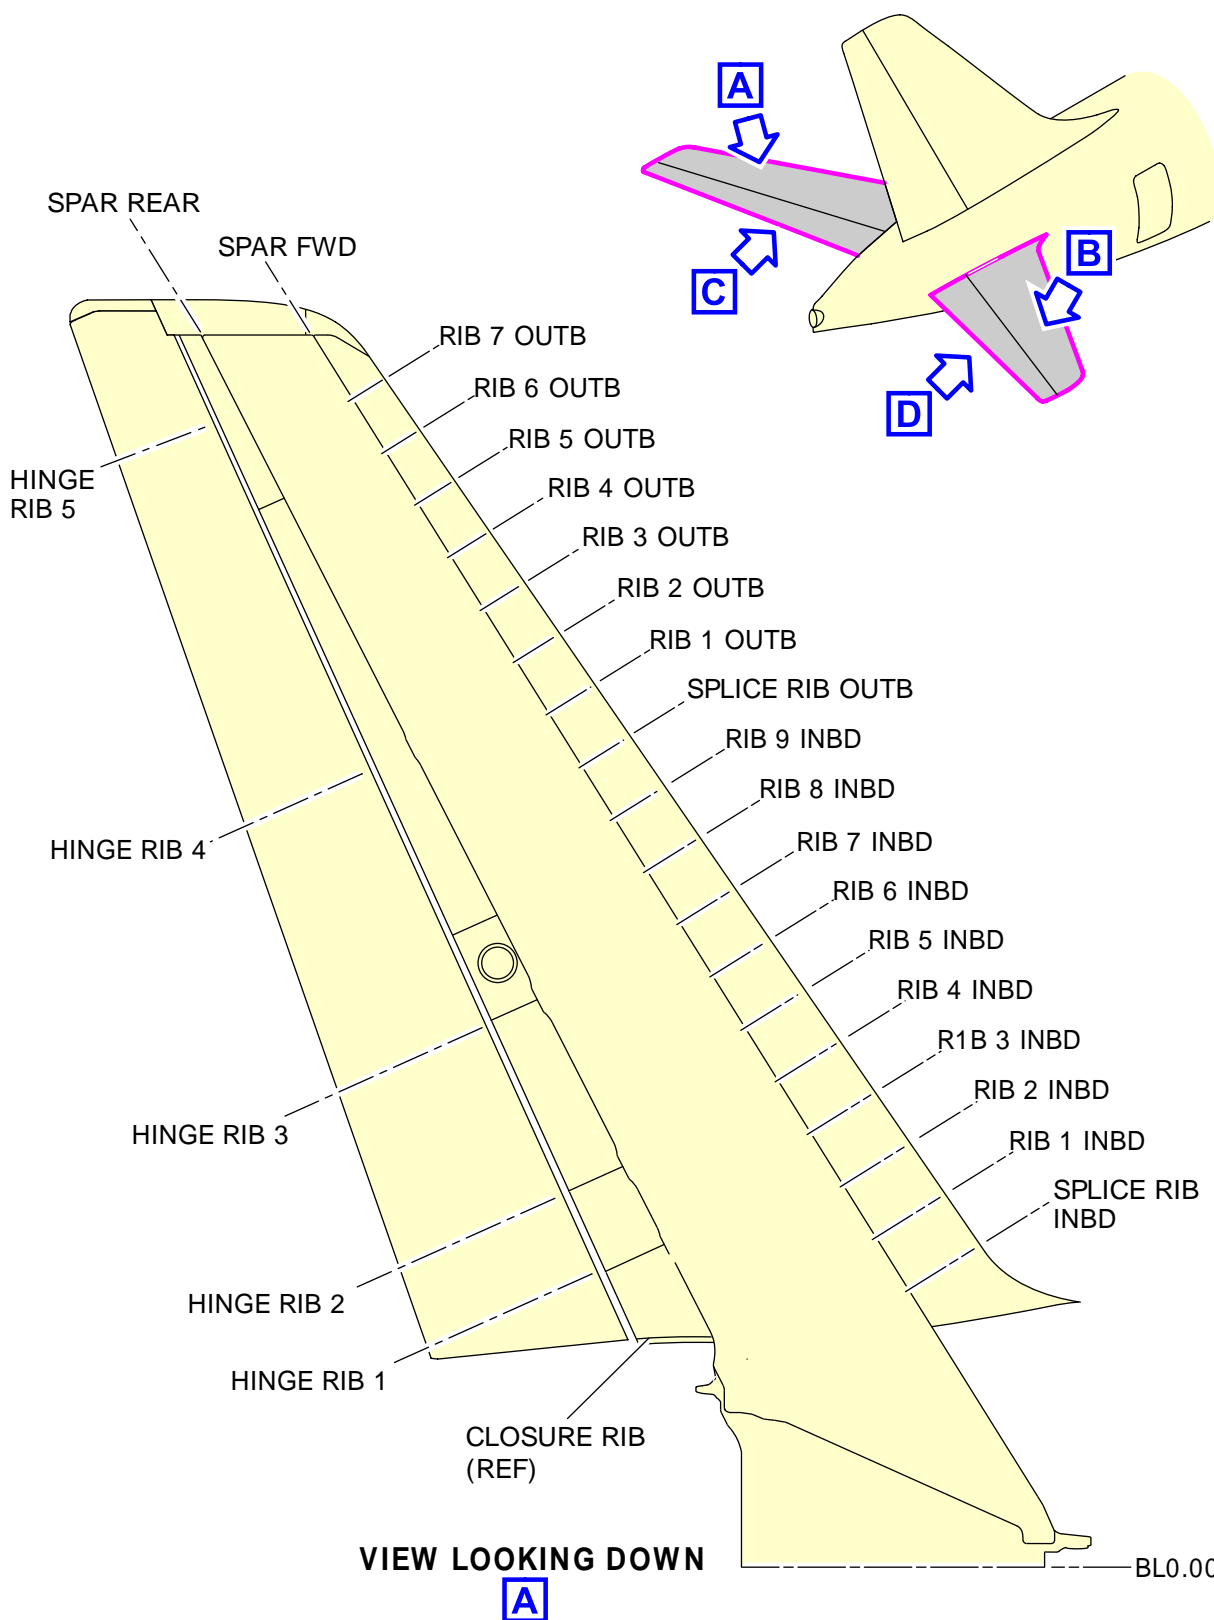 A
SPAR REAR
SPAR FWD
B
C
RIB 7 OUTB
RIB 6 OUTB
D
RIB 5 OUTB
HINGE
RIB 5
RIB 4 OUTB
RIB 3 OUTB
RIB 2 OUTB
RIB 1 OUTB
SPLICE RIB OUTB
RIB 9 INBD
RIB 8 INBD
HINGE RIB 4
RIB 7 INBD
RIB 6 INBD
RIB 5 INBD
RIB 4 INBD
R1B 3 INBD
RIB 2 INBD
HINGE RIB 3
RIB 1 INBD
SPLICE RIB
INBD
HINGE RIB 2
HINGE RIB 1
CLOSURE RIB
(REF)
VIEW LOOKING DOWN
A
BL0.00